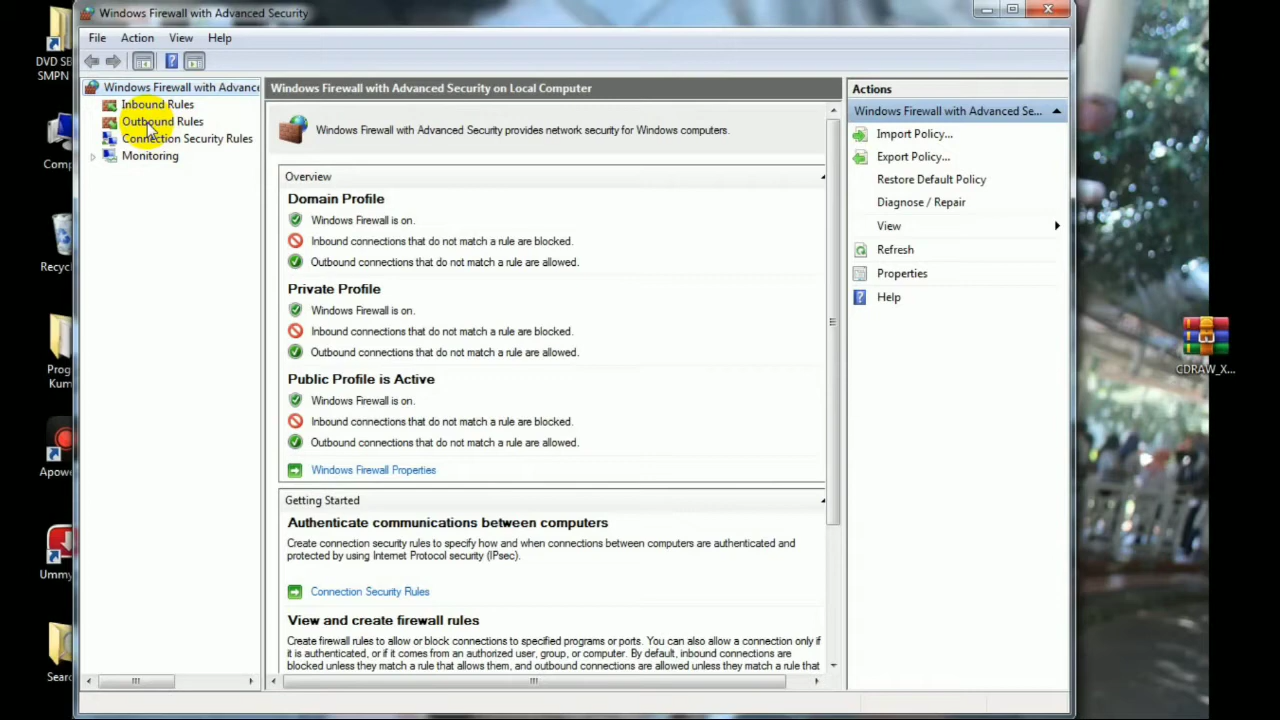 Windows Firewall with Advanced Security
File Action View Help
Windows Firewall with Advance
Inbound Rules
Outbound Rules
Connection Security Rules
Monitoring
Windows Firewall with Advanced Security on Local Computer
Windows Firewall with Advanced Security provides network security for Windows computers.
Overview
Domain Profile
Windows Firewall is on.
Inbound connections that do not match a rule are blocked.
Outbound connections that do not match a rule are allowed.
Private Profile
Windows Firewall is on.
Inbound connections that do not match a rule are blocked.
Outbound connections that do not match a rule are allowed.
Public Profile is Active
Windows Firewall is on.
Inbound connections that do not match a rule are blocked.
Outbound connections that do not match a rule are allowed.
Windows Firewall Properties
Getting Started
Authenticate communications between computers
Create connection security rules to specify how and when connections between computers are authenticated and
protected by using Internet Protocol security (IPsec).
Connection Security Rules
View and create firewall rules
Create firewall rules to allow or block connections to specified programs or ports. You can also allow a connection only if
it is authenticated, or if it comes from an authorized user, group, or computer. By default, inbound connections are
blocked unless they match a rule that allows them, and outbound connections are allowed unless they match a rule that
Actions
Windows Firewall with Advanced Se...
Import Policy...
Export Policy...
Restore Default Policy
Diagnose / Repair
View
Refresh
Properties
Help
DVD SE
SMPN
Comp
Recyc
Prog
Kum
Apow
Ummy
Searc
CDRAW_X...